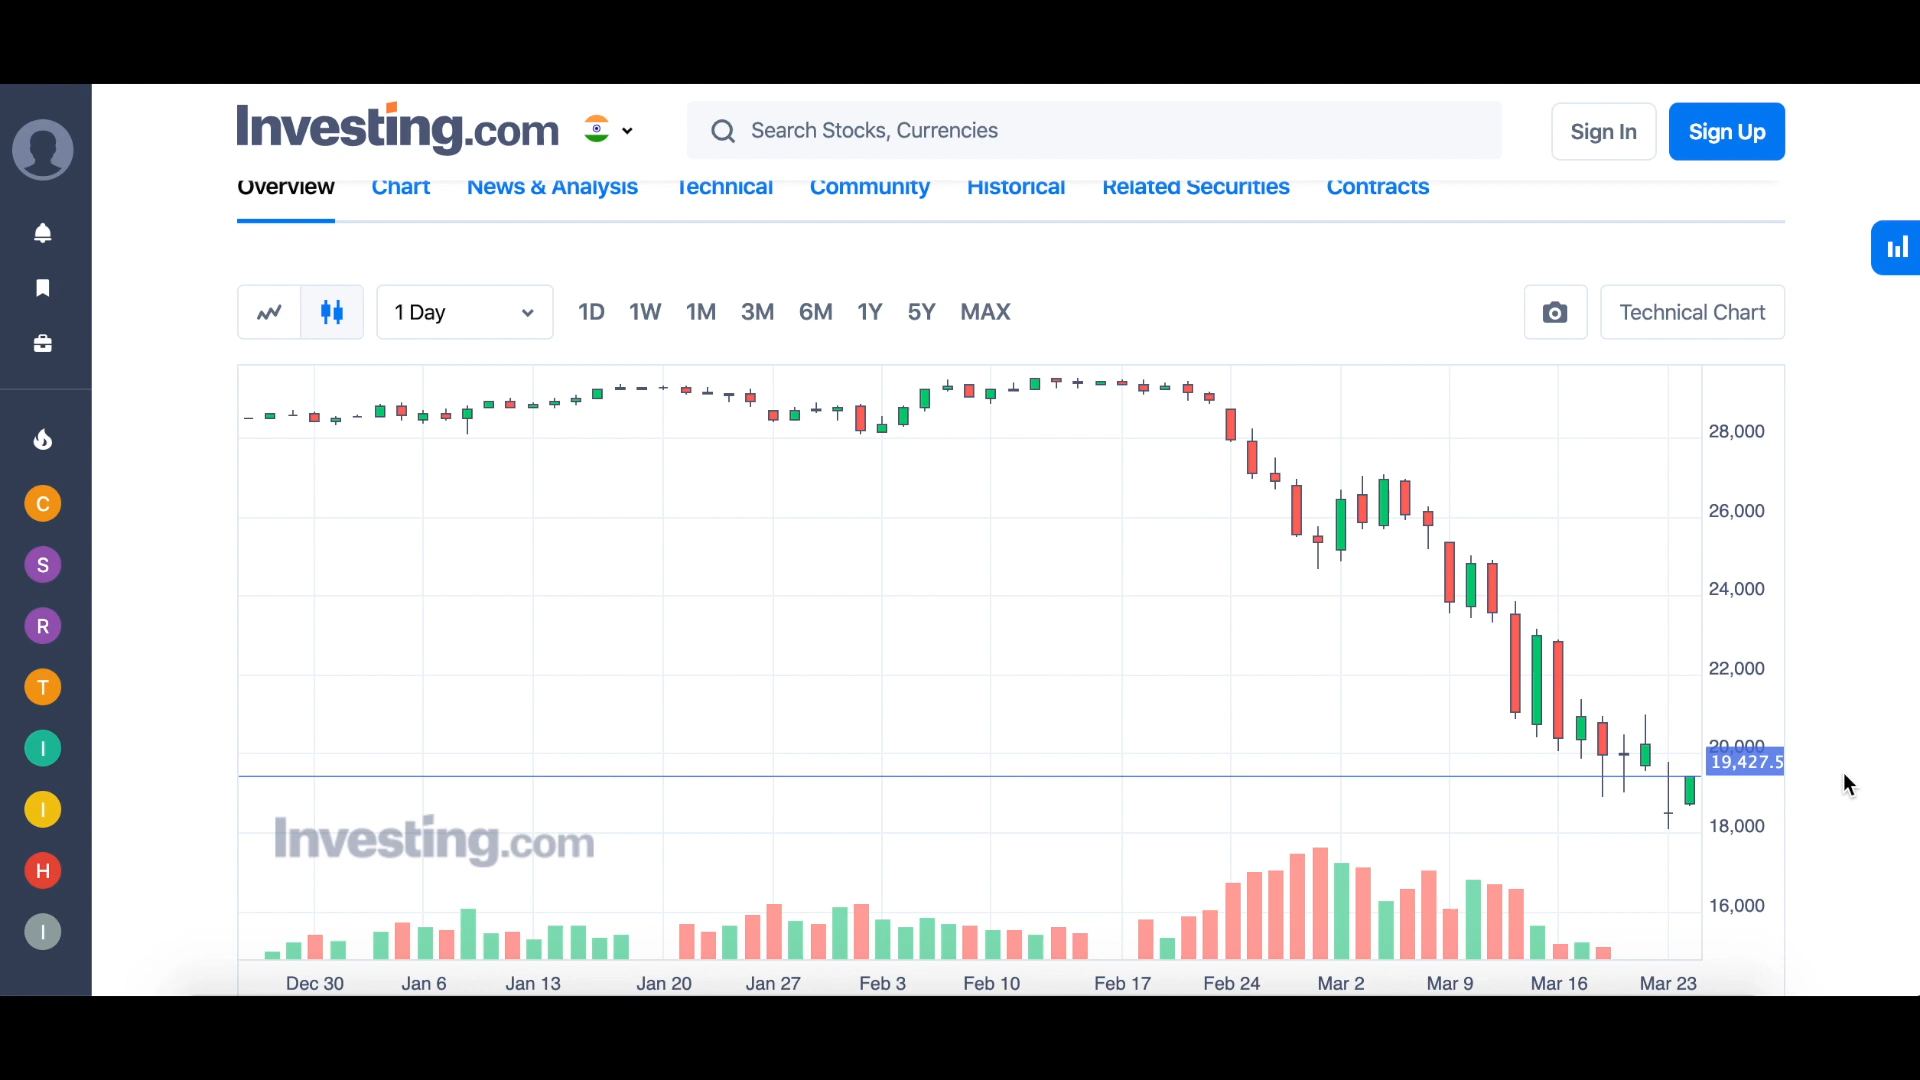 Investing.com
Search Stocks, Currencies
Sign In
Sign Up
Overview
Chart
News & Analysis
Technical
Community
Historical
Related Securities
Contracts
1 Day
1D
1W
1M
3M
6M
1Y
5Y
MAX
Technical Chart
C
S
R
T
I
I
H
I
28,000
26,000
24,000
22,000
20,000
19,427.5
18,000
16,000
Investing.com
Dec 30
Jan 6
Jan 13
Jan 20
Jan 27
Feb 3
Feb 10
Feb 17
Feb 24
Mar 2
Mar 9
Mar 16
Mar 23